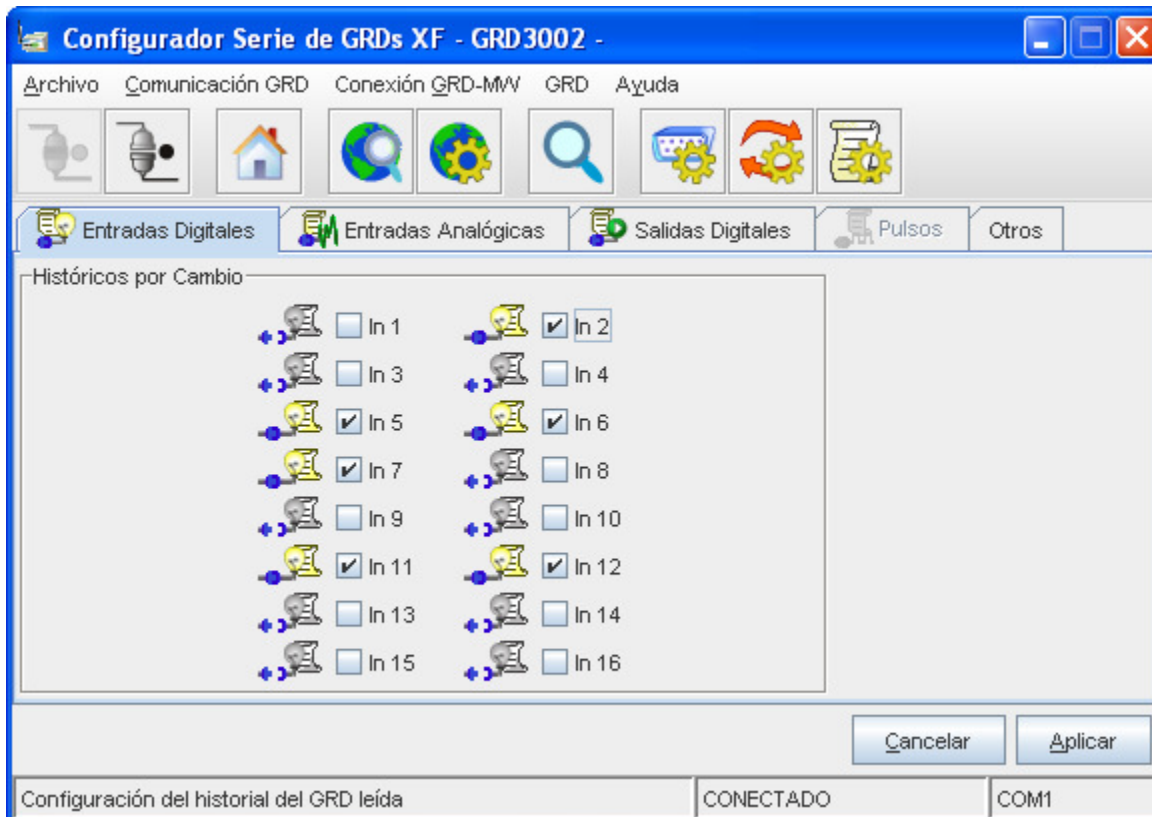 Configurador Serie de GRDs XF - GRD3002 -
Archivo Comunicación GRD Conexión GRD-MW GRD Ayuda
Entradas Digitales Entradas Analógicas Salidas Digitales Pulsos Otros
Históricos por Cambio
In 1 In 2
In 3 In 4
In 5 In 6
In 7 In 8
In 9 In 10
In 11 In 12
In 13 In 14
In 15 In 16
Cancelar Aplicar
Configuración del historial del GRD leída CONECTADO COM1